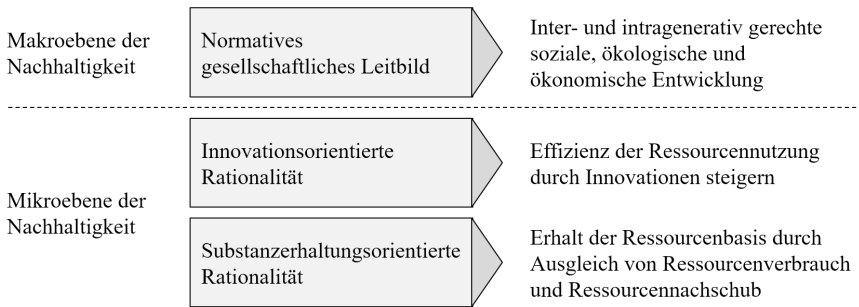 Makroebene der
Nachhaltigkeit
Normatives
gesellschaftliches Leitbild
Inter- und intragenerativ gerechte
soziale, ökologische und
ökonomische Entwicklung
Mikroebene der
Nachhaltigkeit
Innovationsorientierte
Rationalität
Effizienz der Ressourcennutzung
durch Innovationen steigern
Substanzerhaltungsorientierte
Rationalität
Erhalt der Ressourcenbasis durch
Ausgleich von Ressourcenverbrauch
und Ressourcennachschub